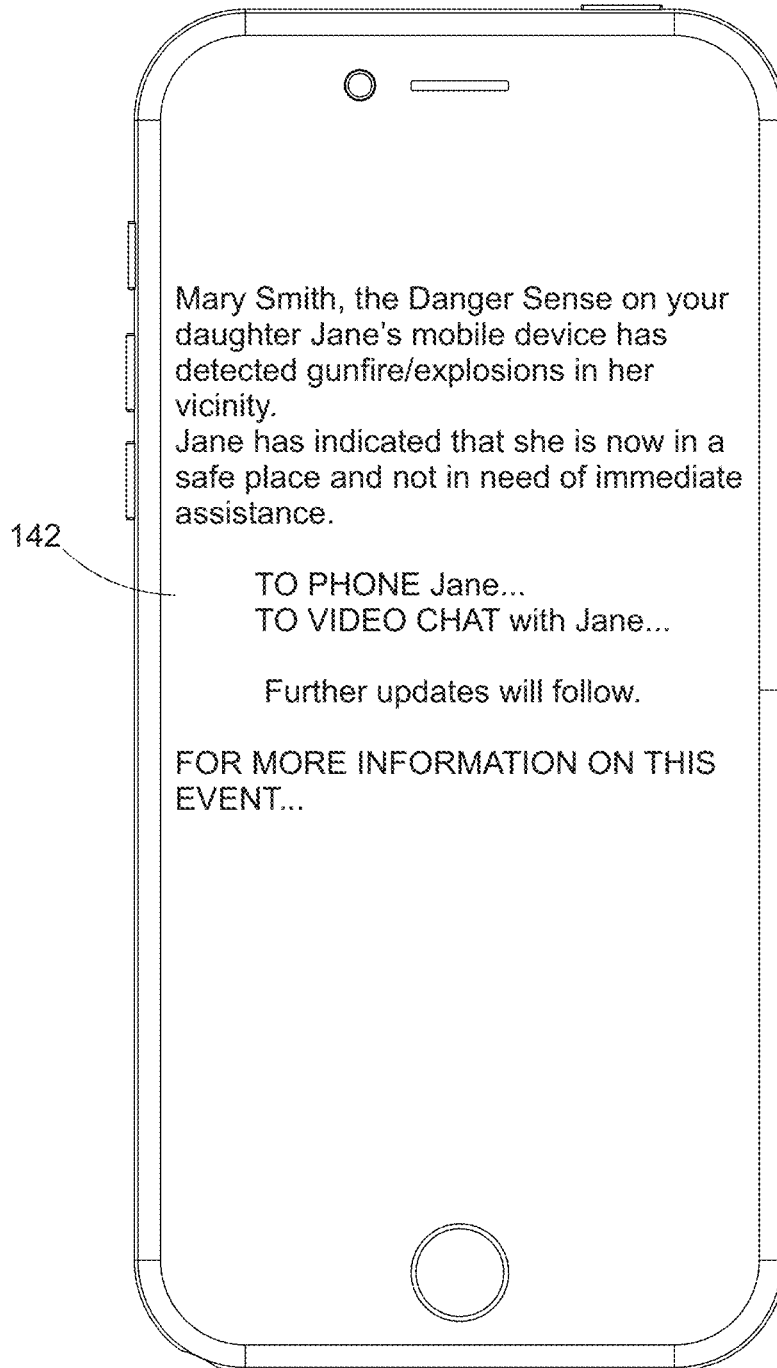 Mary Smith, the Danger Sense on your
daughter Jane's mobile device has
detected gunfire/explosions in her
vicinity.
Jane has indicated that she is now in a
safe place and not in need of immediate
assistance.
142
TO PHONE Jane...
TO VIDEO CHAT with Jane...
Further updates will follow.
FOR MORE INFORMATION ON THIS
EVENT...